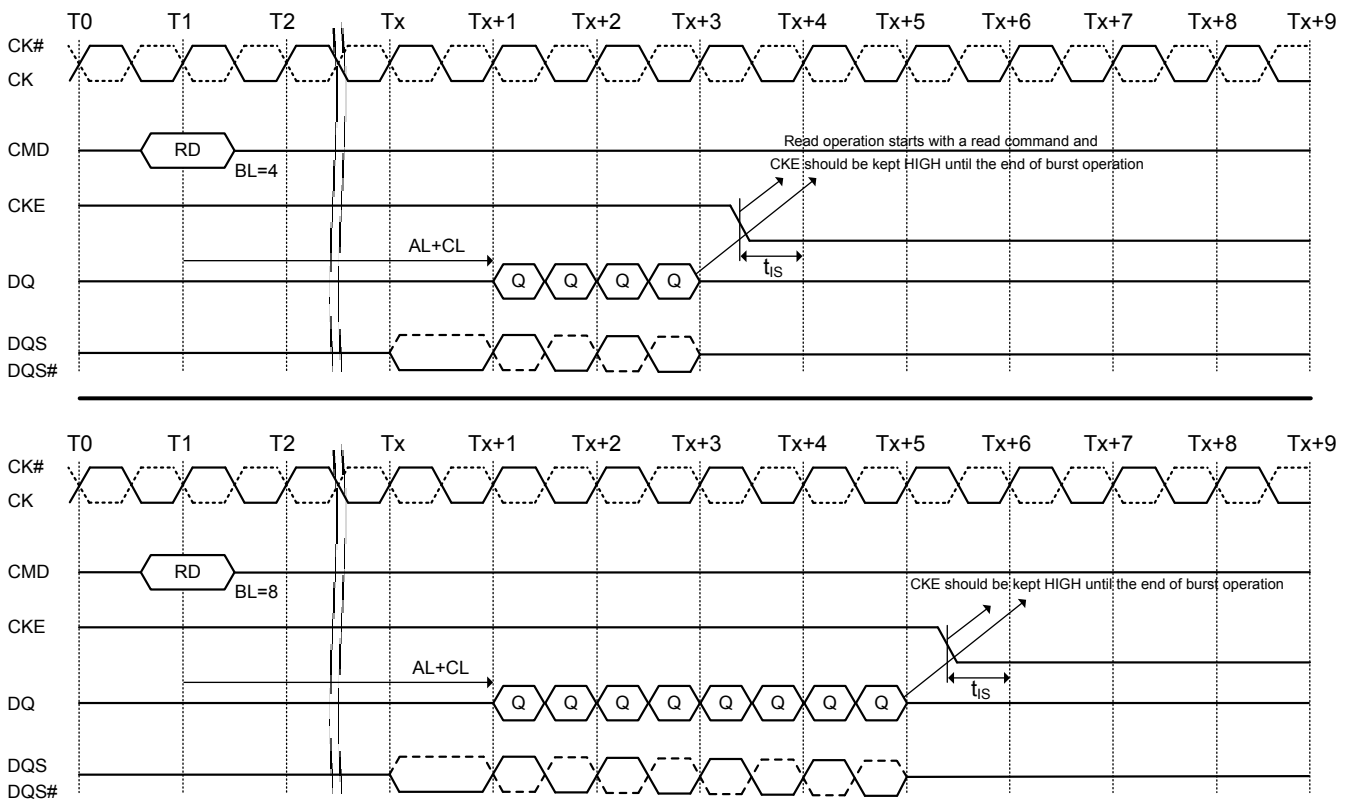 T0 T1 T2 Tx Tx+1 Tx+2 Tx+3 Tx+4 Tx+5 Tx+6 Tx+7 Tx+8 Tx+9
CK#
CK
CMD RD BL=4
Read operation starts with a read command and
CKE should be kept HIGH until the end of burst operation
CKE
AL+CL
tIS
DQ Q Q Q Q
DQS
DQS#
T0 T1 T2 Tx Tx+1 Tx+2 Tx+3 Tx+4 Tx+5 Tx+6 Tx+7 Tx+8 Tx+9
CK#
CK
CMD RD BL=8
CKE should be kept HIGH until the end of burst operation
CKE
AL+CL
tIS
DQ Q Q Q Q Q Q Q Q
DQS
DQS#